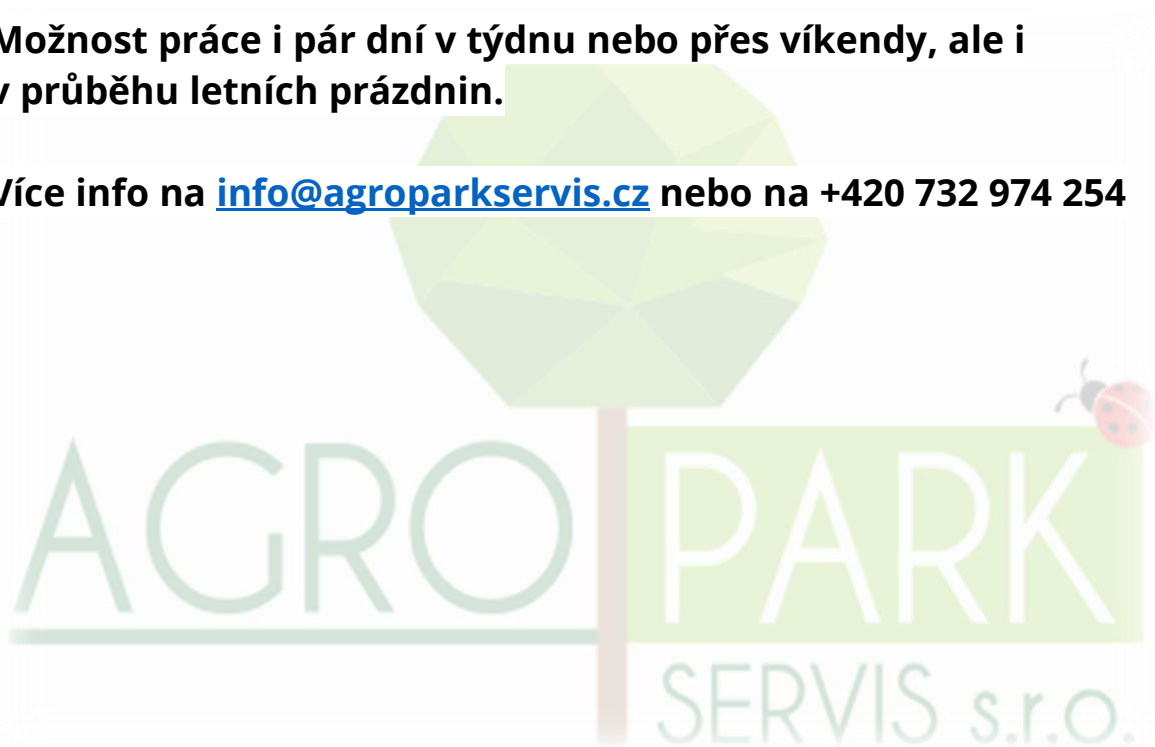 Možnost práce i pár dní v týdnu nebo přes víkendy, ale i
v průběhu letních prázdnin.
Více info na info@agroparkservis.cz nebo na +420 732 974 254
AGRO PARK
SERVIS s.r.o.